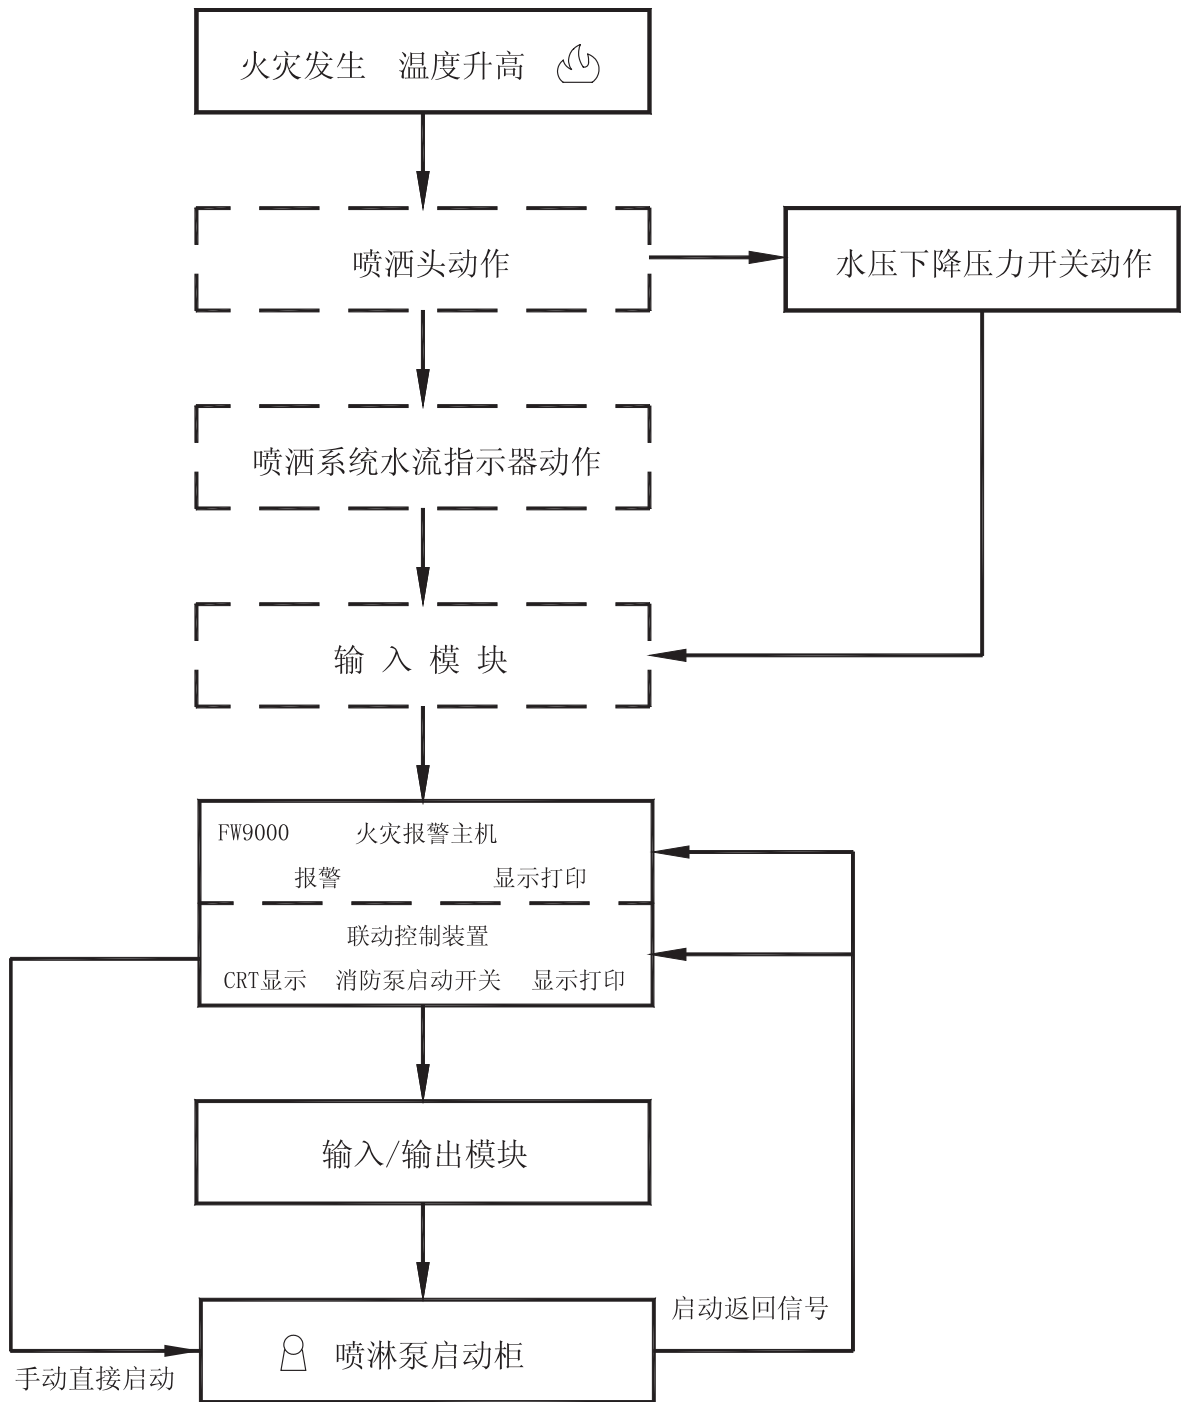 火灾发生 温度升高
喷洒头动作
水压下降压力开关动作
喷洒系统水流指示器动作
输入模块
FW9000 火灾报警主机
报警 显示打印
联动控制装置
CRT显示 消防泵启动开关 显示打印
输入/输出模块
启动返回信号
喷淋泵启动柜
手动直接启动